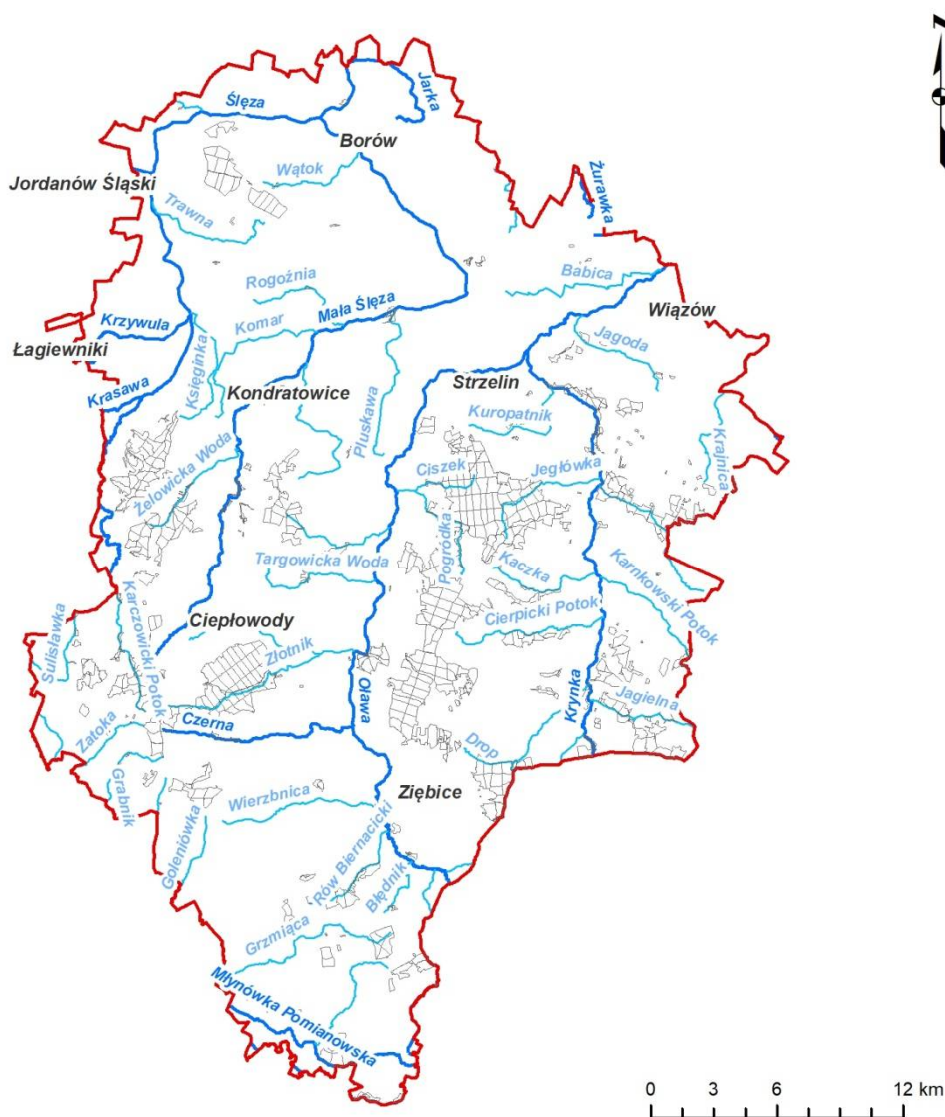 N
Jarka
Ślęza
Borów
Wątok
Jordanów Śląski
Żurawka
Trawna
Rogoźnia
Babica
Mała Ślęza
Wiązów
Krzywula
Komar
Jagoda
Łagiewniki
Księginka
Krasawa
Kondratowice
Strzelin
Pluskawa
Kuropatnik
Krajnica
Żelowicka Woda
Ciszek
Jegłówka
Pogródka
Targowicka Woda
Kaczka
Karnkowski Potok
Sulisławka
Karczowicki Potok
Ciepłowody
Cierpicki Potok
Złotnik
Oława
Krynka
Jagielna
Zatoka
Czerna
Drop
Grabnik
Goleniówka
Wierzbnica
Ziębice
Rów Biernacicki
Błędnik
Grzmiąca
Młynówka Pomianowska
0 3 6 12 km